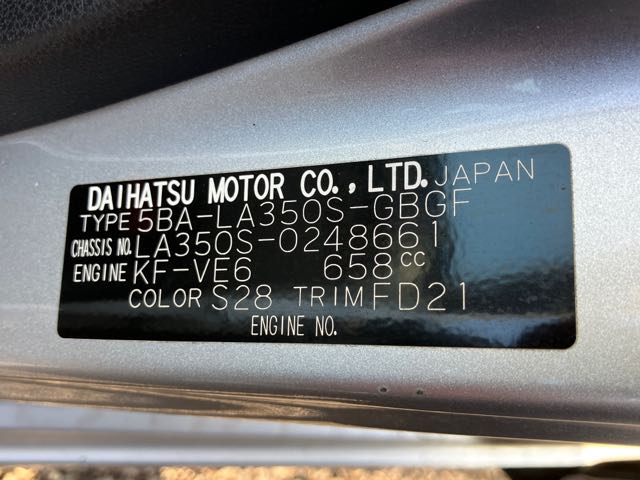 DAIHATSU MOTOR CO., LTD. JAPAN
TYPE 5BA-LA350S-GBGF
CHASSIS NO. LA350S-0248661
ENGINE KF-VE6 658cc
COLOR S28 TRIM FD21
ENGINE NO.